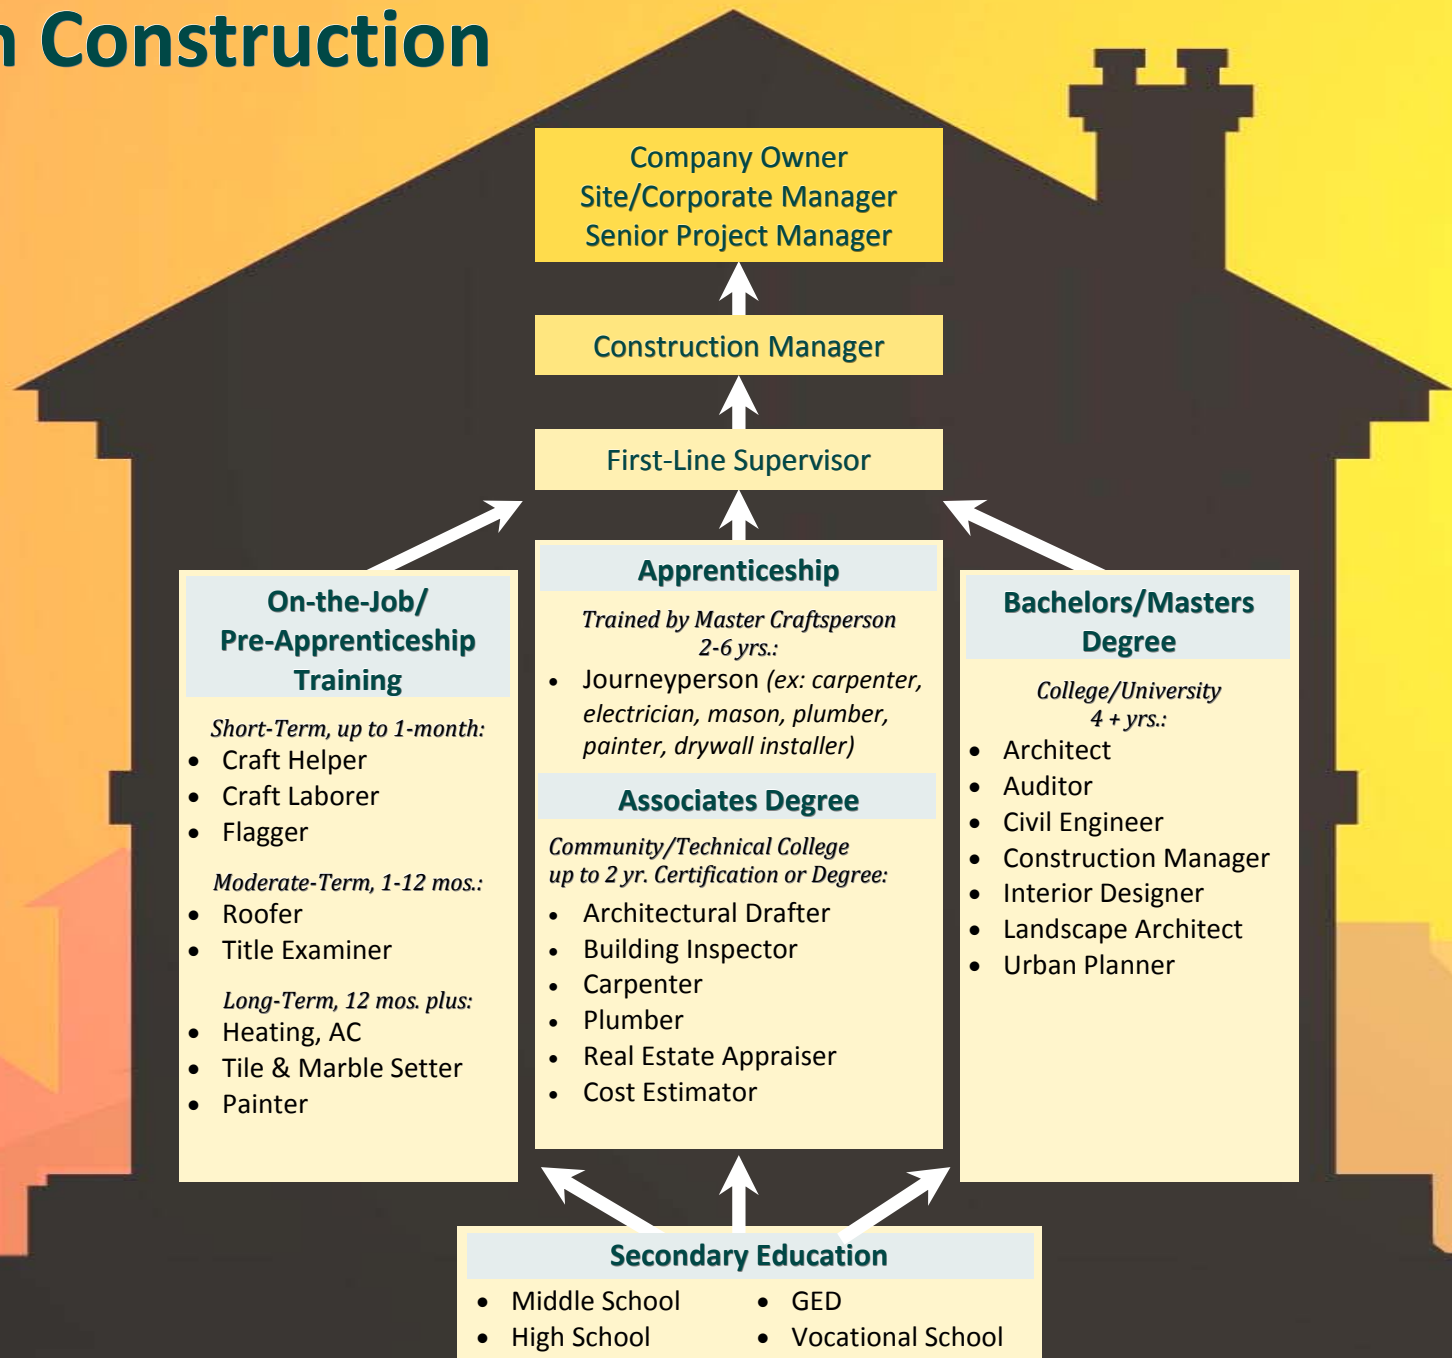 n Construction
Company Owner
Site/Corporate Manager
Senior Project Manager
Construction Manager
First-Line Supervisor
On-the-Job/
Pre-Apprenticeship
Training
Short-Term, up to 1-month:
• Craft Helper
• Craft Laborer
• Flagger
Moderate-Term, 1-12 mos.:
• Roofer
• Title Examiner
Long-Term, 12 mos. plus:
• Heating, AC
• Tile & Marble Setter
• Painter
Apprenticeship
Trained by Master Craftsperson
2-6 yrs.:
• Journeyperson (ex: carpenter,
electrician, mason, plumber,
painter, drywall installer)
Associates Degree
Community/Technical College
up to 2 yr. Certification or Degree:
• Architectural Drafter
• Building Inspector
• Carpenter
• Plumber
• Real Estate Appraiser
• Cost Estimator
Bachelors/Masters
Degree
College/University
4 + yrs.:
• Architect
• Auditor
• Civil Engineer
• Construction Manager
• Interior Designer
• Landscape Architect
• Urban Planner
Secondary Education
• Middle School
• High School
• GED
• Vocational School